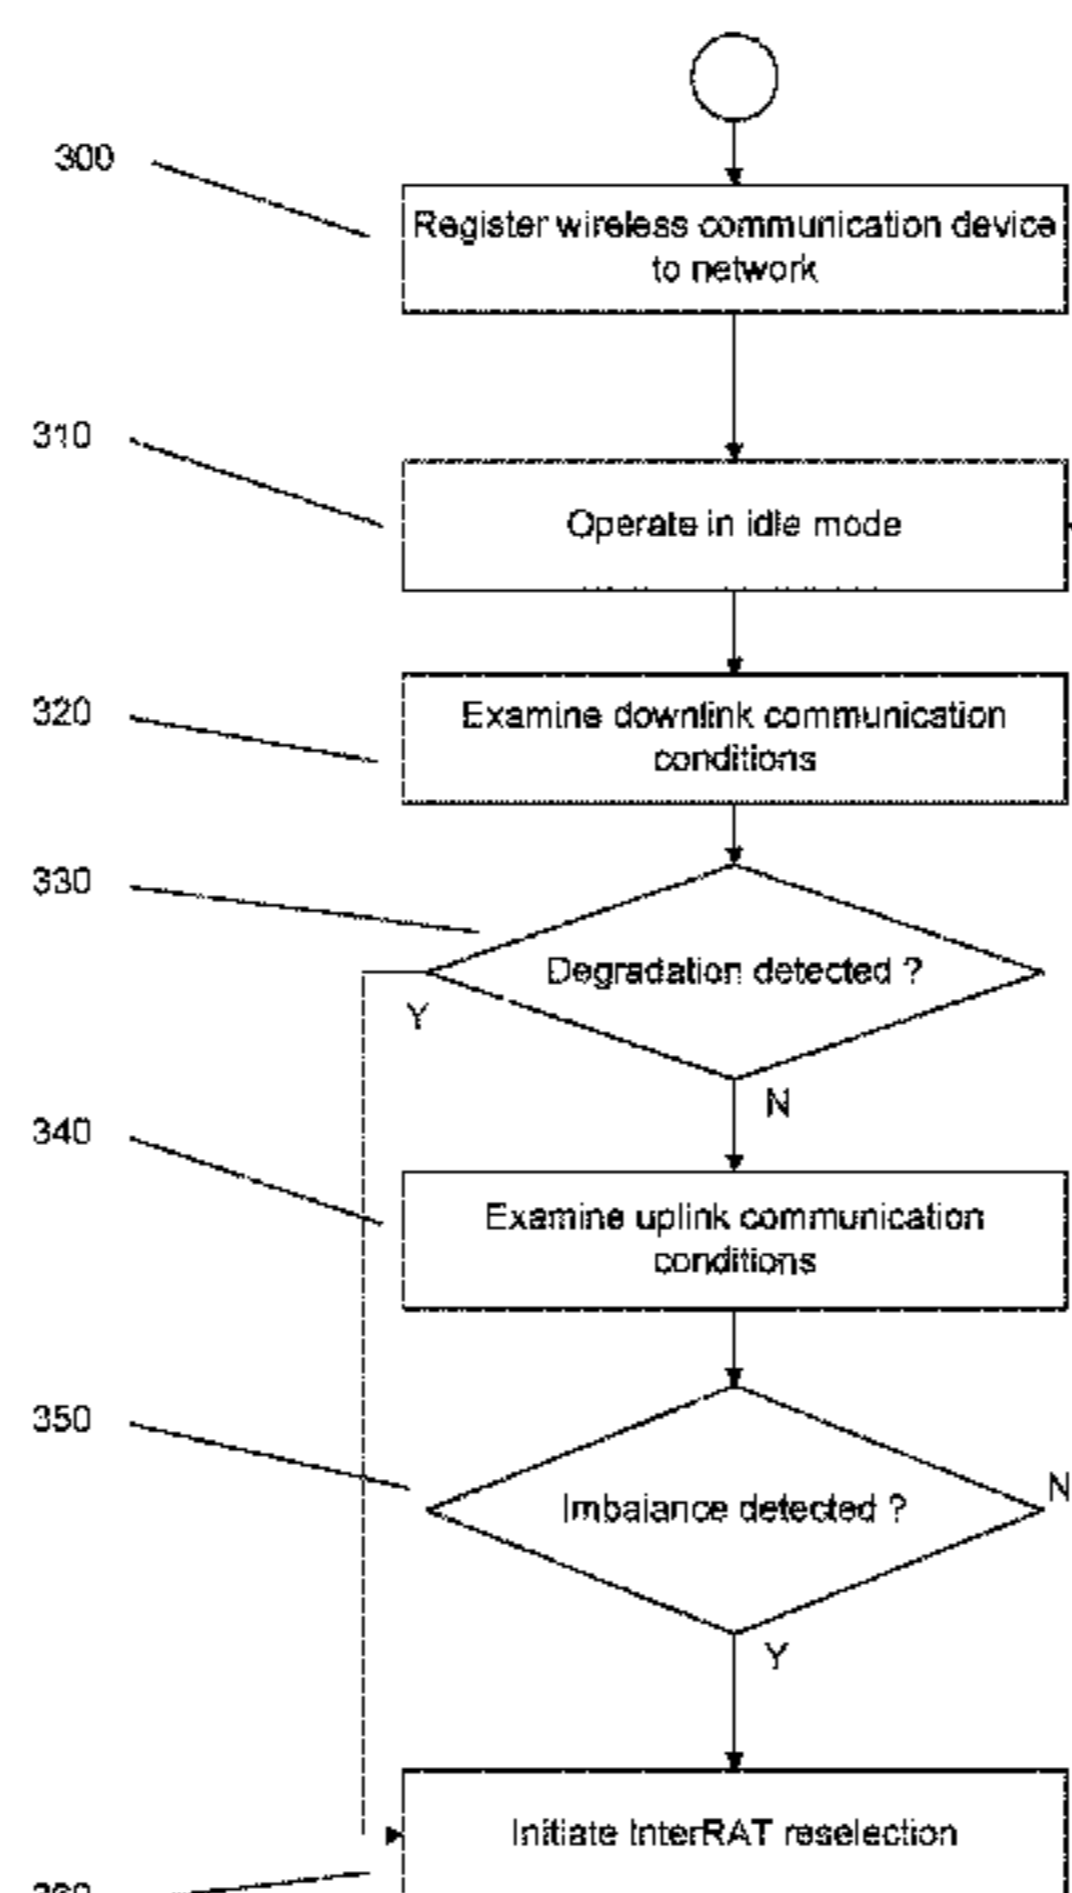 300
Register wireless communication device
to network
310
Operate in idle mode
320
Examine downlink communication
conditions
330
Degradation detected ?
Y
N
340
Examine uplink communication
conditions
350
Imbalance detected ?
N
Y
Initiate InterRAT reselection